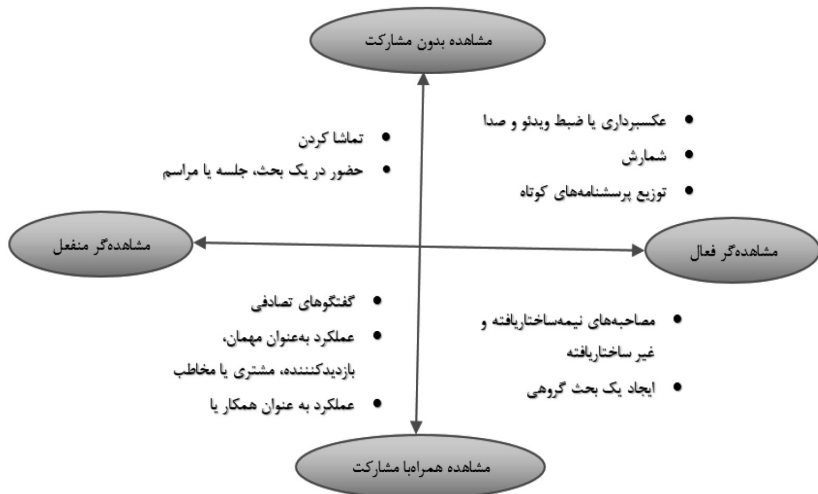 مشاهده بدون مشارکت
عکسبرداری یا ضبط ویدئو و صدا
شمارش
توزیع پرسشنامه‌های کوتاه
تماشا کردن
حضور در یک بحث، جلسه یا مراسم
مشاهده‌گر فعال
مشاهده‌گر منفعل
مصاحبه‌های نیمه‌ساختاریافته و
غیر ساختاریافته
ایجاد یک بحث گروهی
گفتگوهای تصادفی
عملکرد به‌عنوان مهمان،
بازدیدکنننده، مشتری یا مخاطب
عملکرد به عنوان همکار یا
مشاهده همراه‌با مشارکت